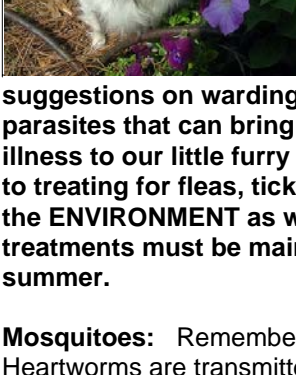 suggestions on warding
parasites that can bring
illness to our little furry
to treating for fleas, tick
the ENVIRONMENT as w
treatments must be mai
summer.
Mosquitoes: Remembe
Heartworms are transmitte